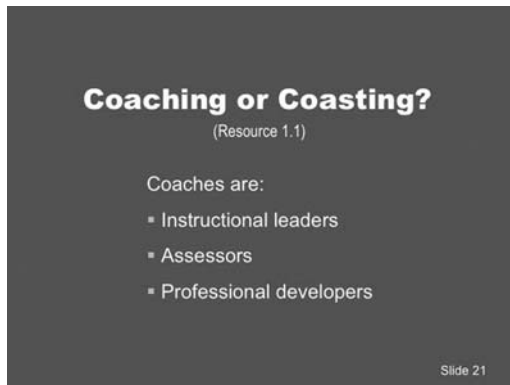 Coaching or Coasting?
(Resource 1.1)
Coaches are:
▪ Instructional leaders
▪ Assessors
▪ Professional developers
Slide 21